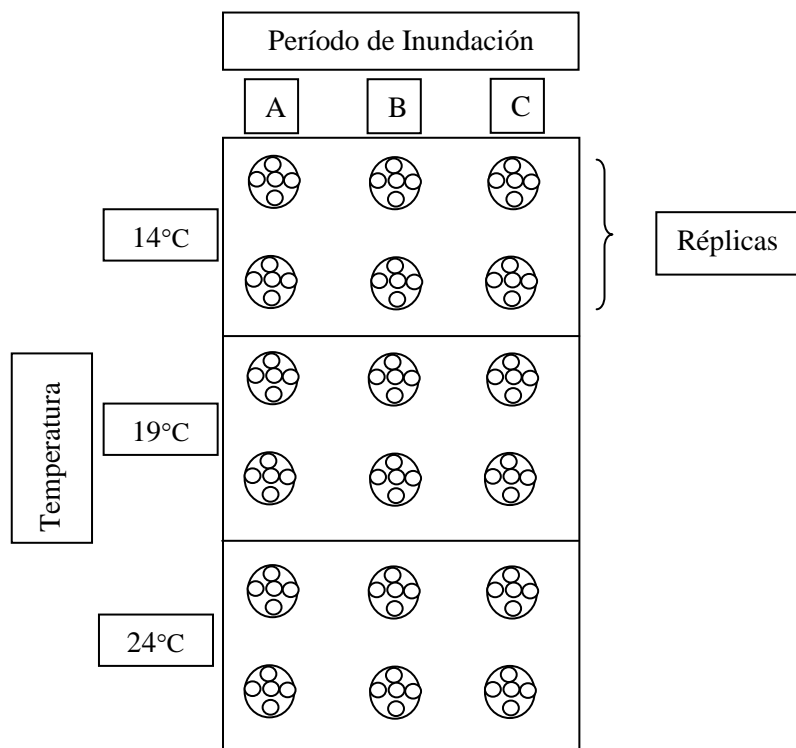 Período de Inundación
A
B
C
14°C
Réplicas
Temperatura
19°C
24°C